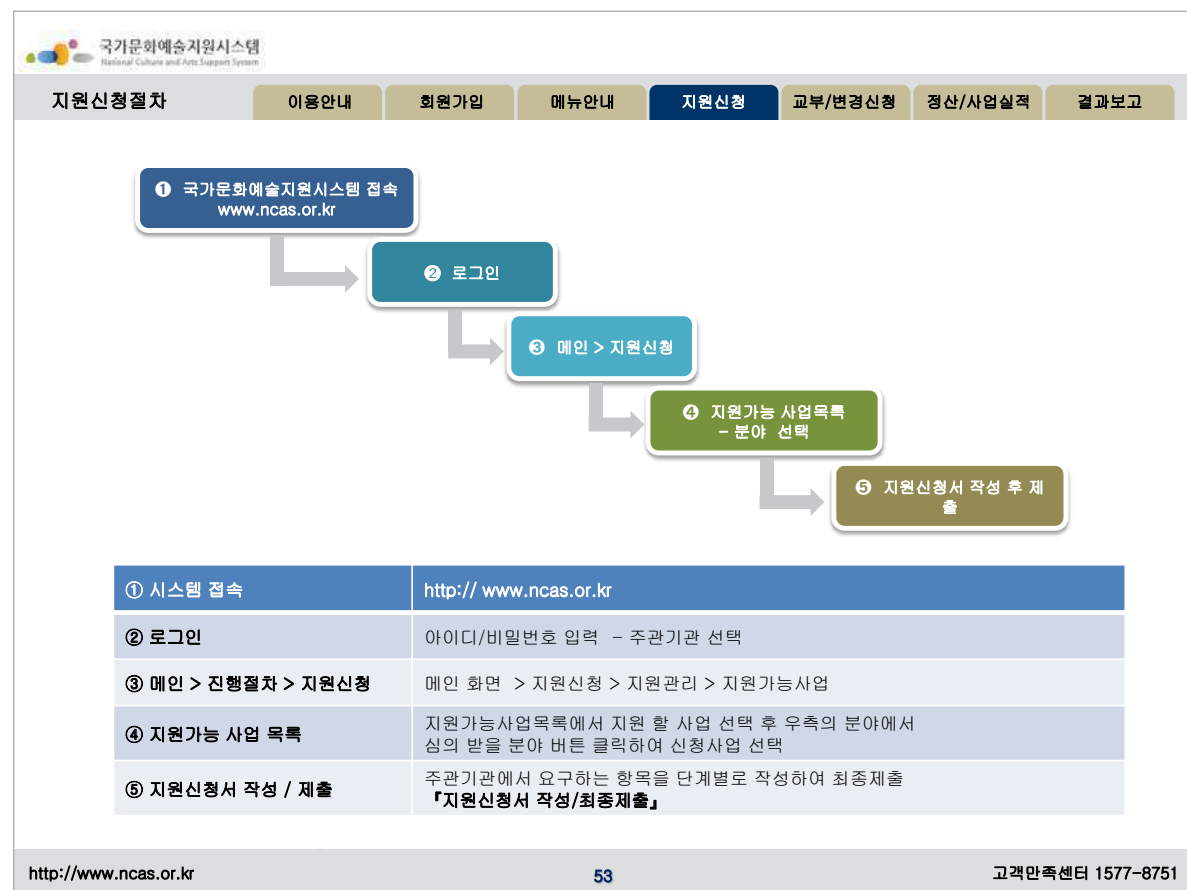 국가문화예술지원시스템
National Culture and Arts Support System
지원신청절차
이용안내
회원가입
메뉴안내
지원신청
교부/변경신청
정산/사업실적
결과보고
❶ 국가문화예술지원시스템 접속
www.ncas.or.kr
❷ 로그인
❸ 메인 > 지원신청
❹ 지원가능 사업목록
- 분야 선택
❺ 지원신청서 작성 후 제
출
① 시스템 접속
http:// www.ncas.or.kr
② 로그인
아이디/비밀번호 입력 - 주관기관 선택
③ 메인 > 진행절차 > 지원신청
메인 화면 > 지원신청 > 지원관리 > 지원가능사업
④ 지원가능 사업 목록
지원가능사업목록에서 지원 할 사업 선택 후 우측의 분야에서
심의 받을 분야 버튼 클릭하여 신청사업 선택
⑤ 지원신청서 작성 / 제출
주관기관에서 요구하는 항목을 단계별로 작성하여 최종제출
『지원신청서 작성/최종제출』
http://www.ncas.or.kr
53
고객만족센터 1577-8751